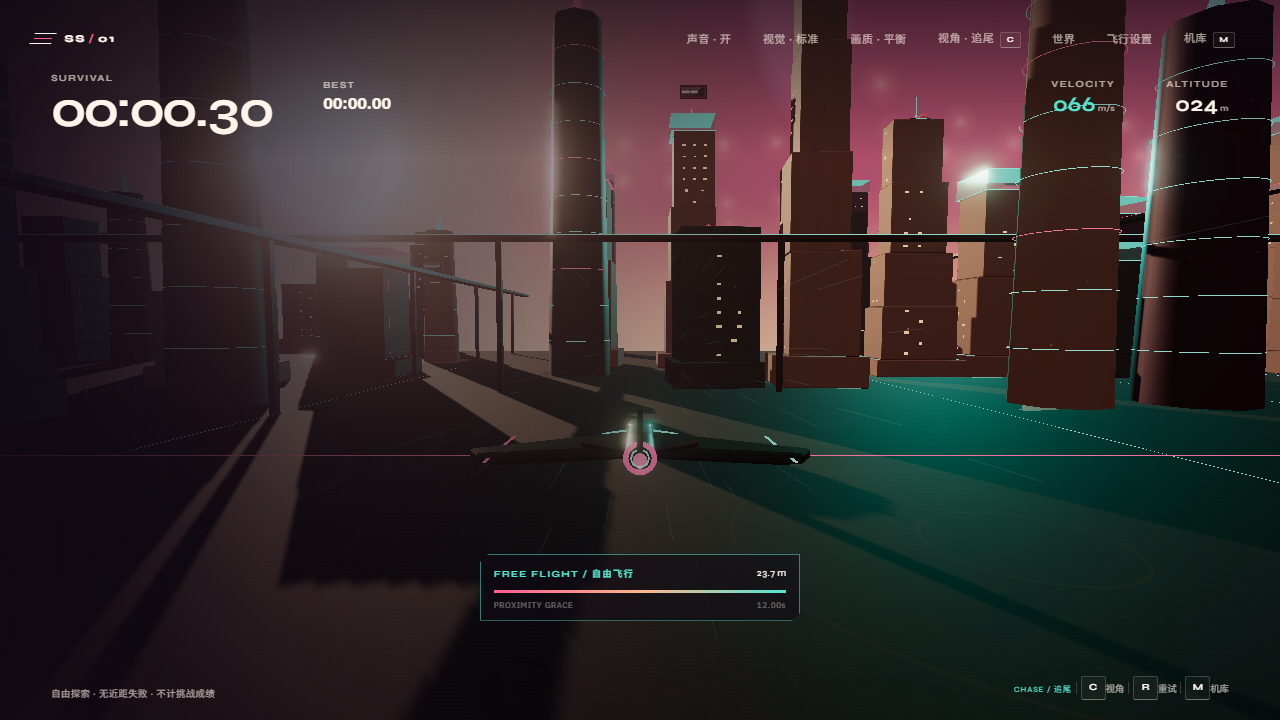 SS / 01
声音 · 开 视觉 · 标准 画质 · 平衡 视角 · 追尾 C 世界 飞行设置 机库 M
SURVIVAL
00:00.30
BEST
00:00.00
VELOCITY
066 m/s
ALTITUDE
024 m
FREE FLIGHT / 自由飞行 23.7 m
PROXIMITY GRACE 12.00s
自由探索 · 无近距失败 · 不计挑战成绩
CHASE / 追尾 C 视角 R 重试 M 机库